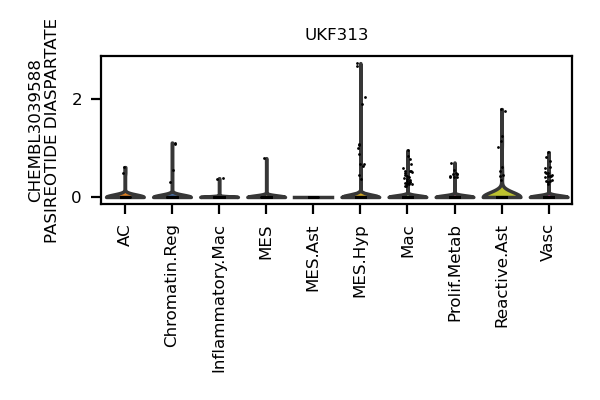 UKF313
CHEMBL3039588
PASIREOTIDE DIASPARTATE
2
0
AC
Chromatin.Reg
Inflammatory.Mac
MES
MES.Ast
MES.Hyp
Mac
Prolif.Metab
Reactive.Ast
Vasc